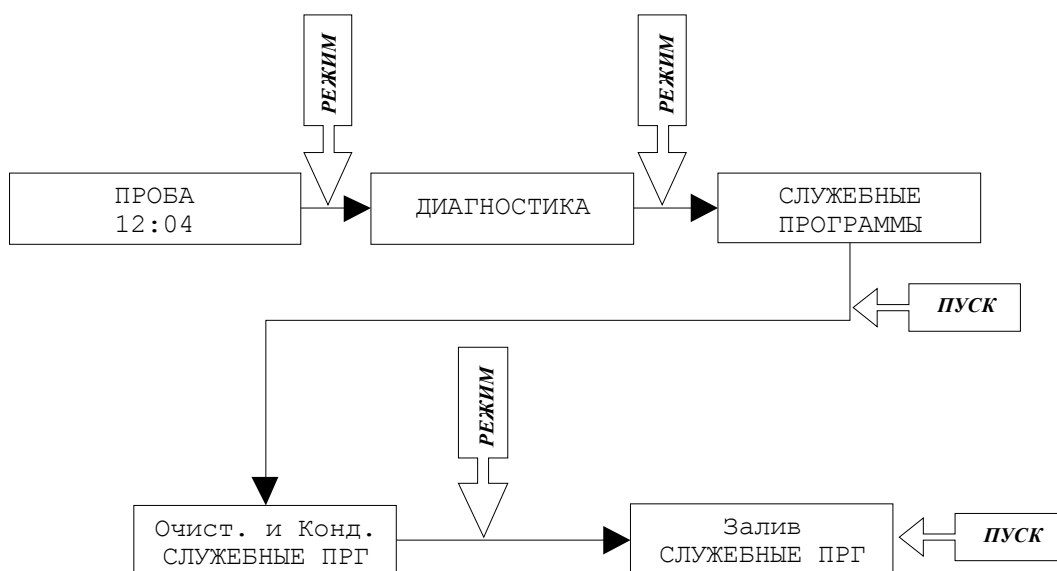 РЕЖИМ
РЕЖИМ
ПРОБА
12:04
ДИАГНОСТИКА
СЛУЖЕБНЫЕ
ПРОГРАММЫ
ПУСК
РЕЖИМ
Очист. и Конд.
СЛУЖЕБНЫЕ ПРГ
Залив
СЛУЖЕБНЫЕ ПРГ
ПУСК